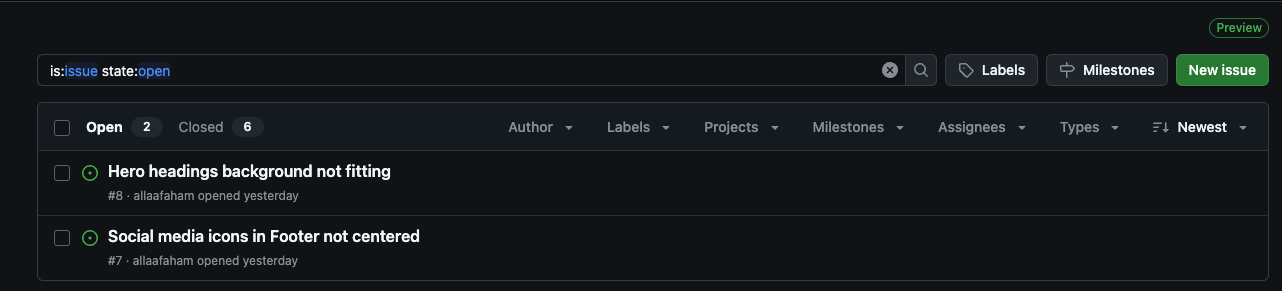 Preview
is:issue state:open Labels Milestones New issue
Open 2 Closed 6 Author Labels Projects Milestones Assignees Types Newest
Hero headings background not fitting
#8 · allaafaham opened yesterday
Social media icons in Footer not centered
#7 · allaafaham opened yesterday